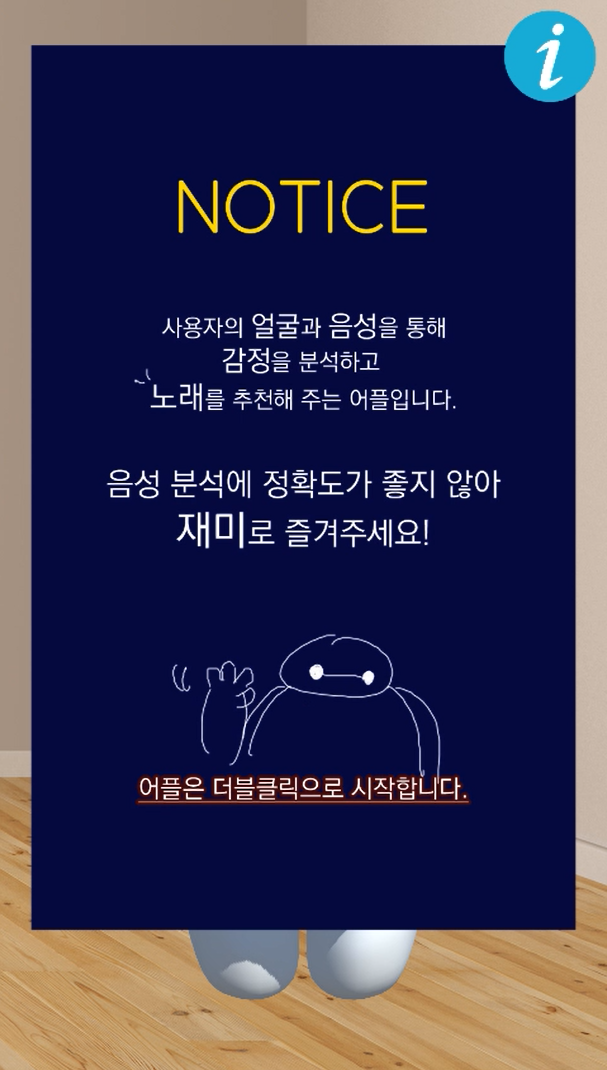 i
NOTICE
사용자의 얼굴과 음성을 통해
감정을 분석하고
노래를 추천해 주는 어플입니다.
음성 분석에 정확도가 좋지 않아
재미로 즐겨주세요!
어플은 더블클릭으로 시작합니다.